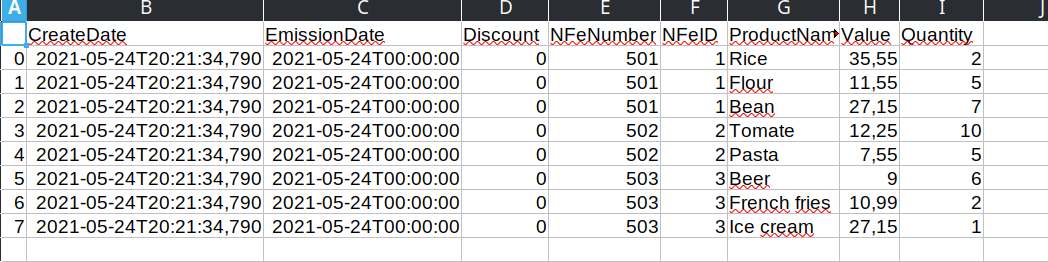 A B C D E F G H I J
CreateDate EmissionDate Discount NFeNumber NFeID ProductNam Value Quantity
0 2021-05-24T20:21:34,790 2021-05-24T00:00:00 0 501 1 Rice 35,55 2
1 2021-05-24T20:21:34,790 2021-05-24T00:00:00 0 501 1 Flour 11,55 5
2 2021-05-24T20:21:34,790 2021-05-24T00:00:00 0 501 1 Bean 27,15 7
3 2021-05-24T20:21:34,790 2021-05-24T00:00:00 0 502 2 Tomate 12,25 10
4 2021-05-24T20:21:34,790 2021-05-24T00:00:00 0 502 2 Pasta 7,55 5
5 2021-05-24T20:21:34,790 2021-05-24T00:00:00 0 503 3 Beer 9 6
6 2021-05-24T20:21:34,790 2021-05-24T00:00:00 0 503 3 French fries 10,99 2
7 2021-05-24T20:21:34,790 2021-05-24T00:00:00 0 503 3 Ice cream 27,15 1